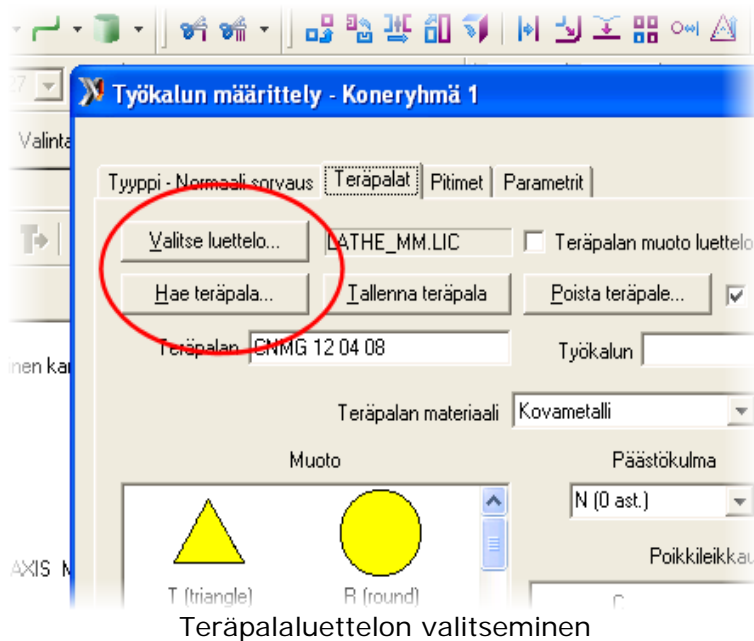 27
Työkalun määrittely - Koneryhmä 1
Valinta
Tyyppi - Normaali sorvaus Teräpalat Pitimet Parametrit
Valitse luettelo... LATHE_MM.LIC Teräpalan muoto luettelo
Hae teräpala... Tallenna teräpala Poista teräpale...
Teräpalan CNMG 12 04 08 Työkalun
inen kar
Teräpalan materiaali Kovametalli
Muoto Päästökulma
N (0 ast.)
AXIS M Poikkileikkau
T (triangle) R (round) C
Teräpalaluettelon valitseminen